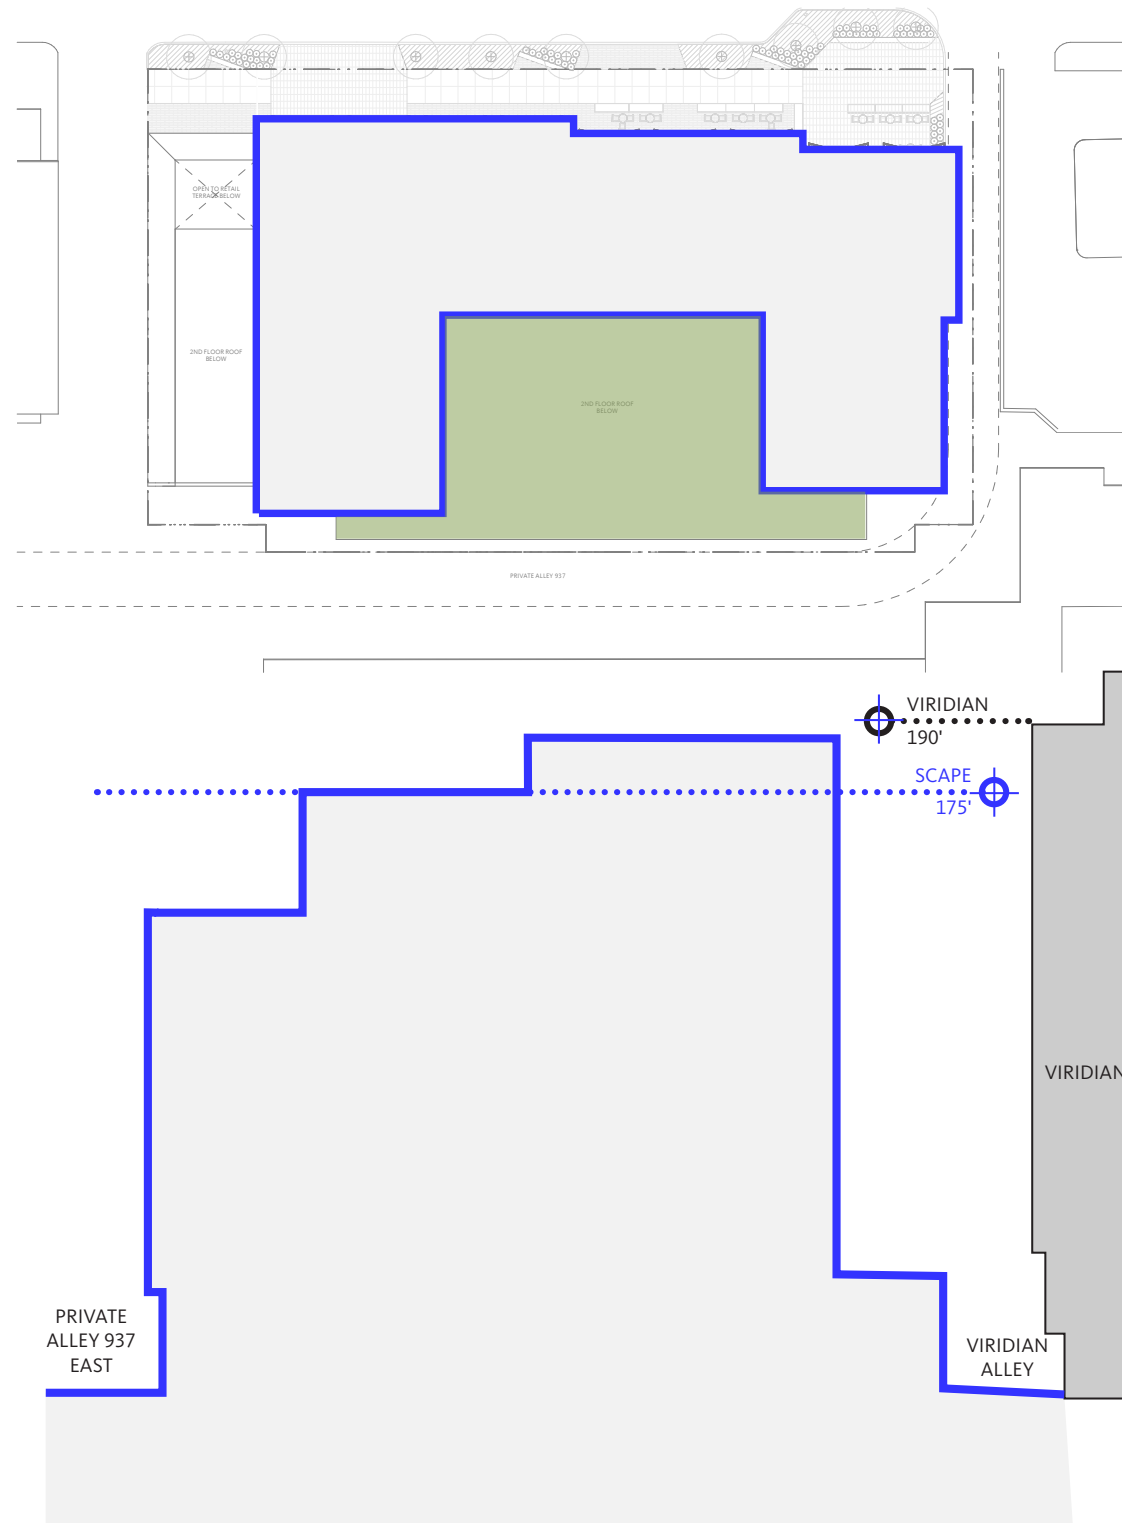 OPEN TO RETAIL
TERRACE BELOW
2ND FLOOR ROOF
BELOW
2ND FLOOR ROOF
BELOW
PRIVATE ALLEY 937
VIRIDIAN
190'
SCAPE
175'
VIRIDIAN
PRIVATE
ALLEY 937
EAST
VIRIDIAN
ALLEY